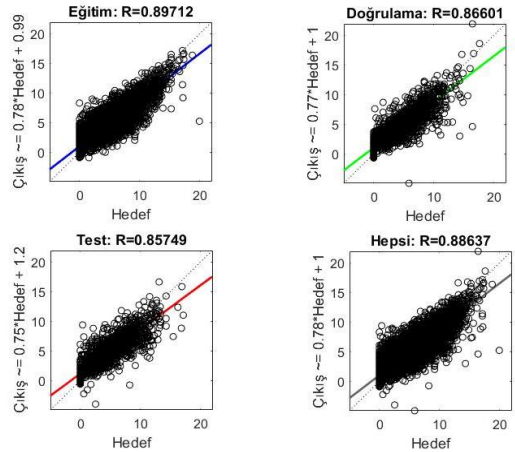 Eğitim: R=0.89712
Çıkış ~= 0.78*Hedef + 0.99
20
15
10
5
0
0
10
20
Hedef
Doğrulama: R=0.86601
Çıkış ~= 0.77*Hedef + 1
20
15
10
5
0
0
10
20
Hedef
Test: R=0.85749
Çıkış ~= 0.75*Hedef + 1.2
20
15
10
5
0
0
10
20
Hedef
Hepsi: R=0.88637
Çıkış ~= 0.78*Hedef + 1
20
15
10
5
0
0
10
20
Hedef